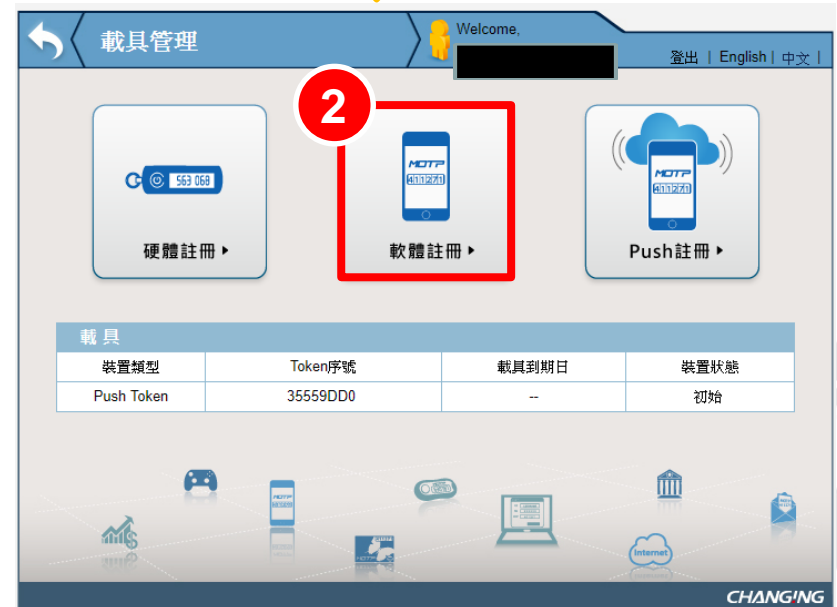 載具管理
Welcome,
登出 | English | 中文 |
2
563 068
硬體註冊
MOTP
411271
軟體註冊
MOTP
411271
Push註冊
載具
裝置類型 Token序號 載具到期日 裝置狀態
Push Token 35559DD0 -- 初始
MOTP
Internet
CHANGING